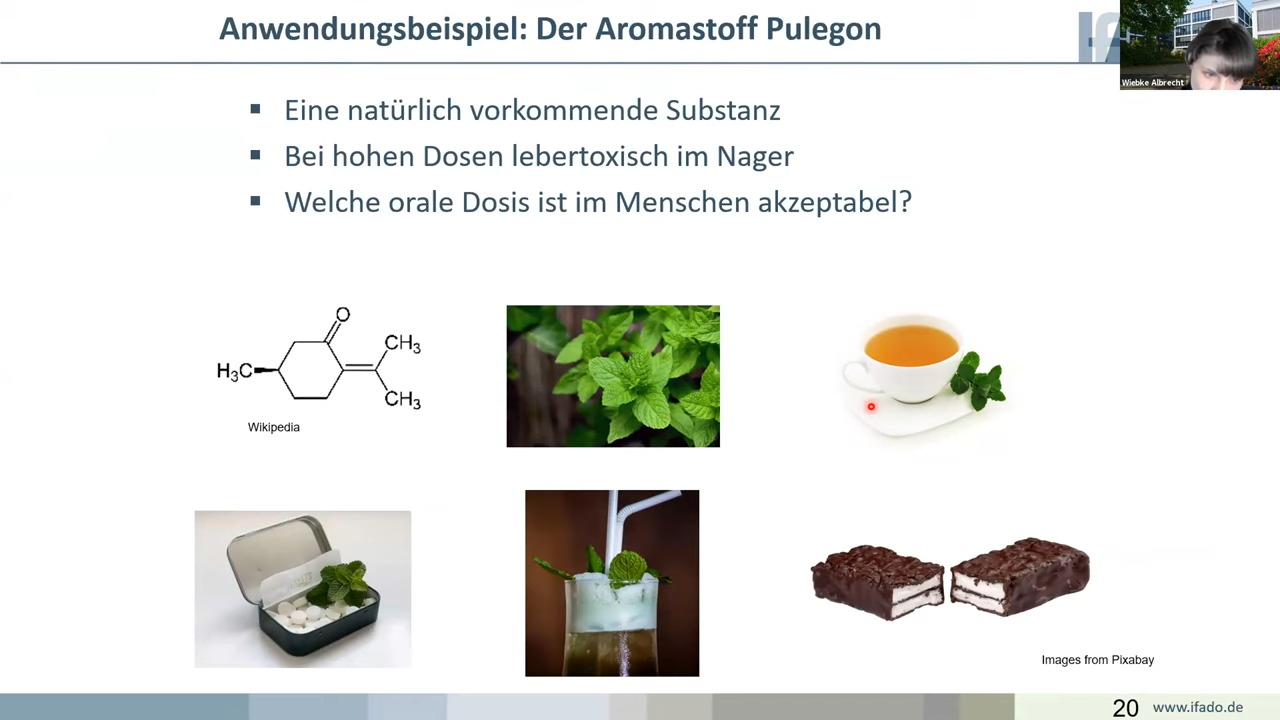 Anwendungsbeispiel: Der Aromastoff Pulegon
Wiebke Albrecht
Eine natürlich vorkommende Substanz
Bei hohen Dosen lebertoxisch im Nager
Welche orale Dosis ist im Menschen akzeptabel?
O
CH₃
H₃C
CH₃
Wikipedia
Images from Pixabay
20 www.ifado.de